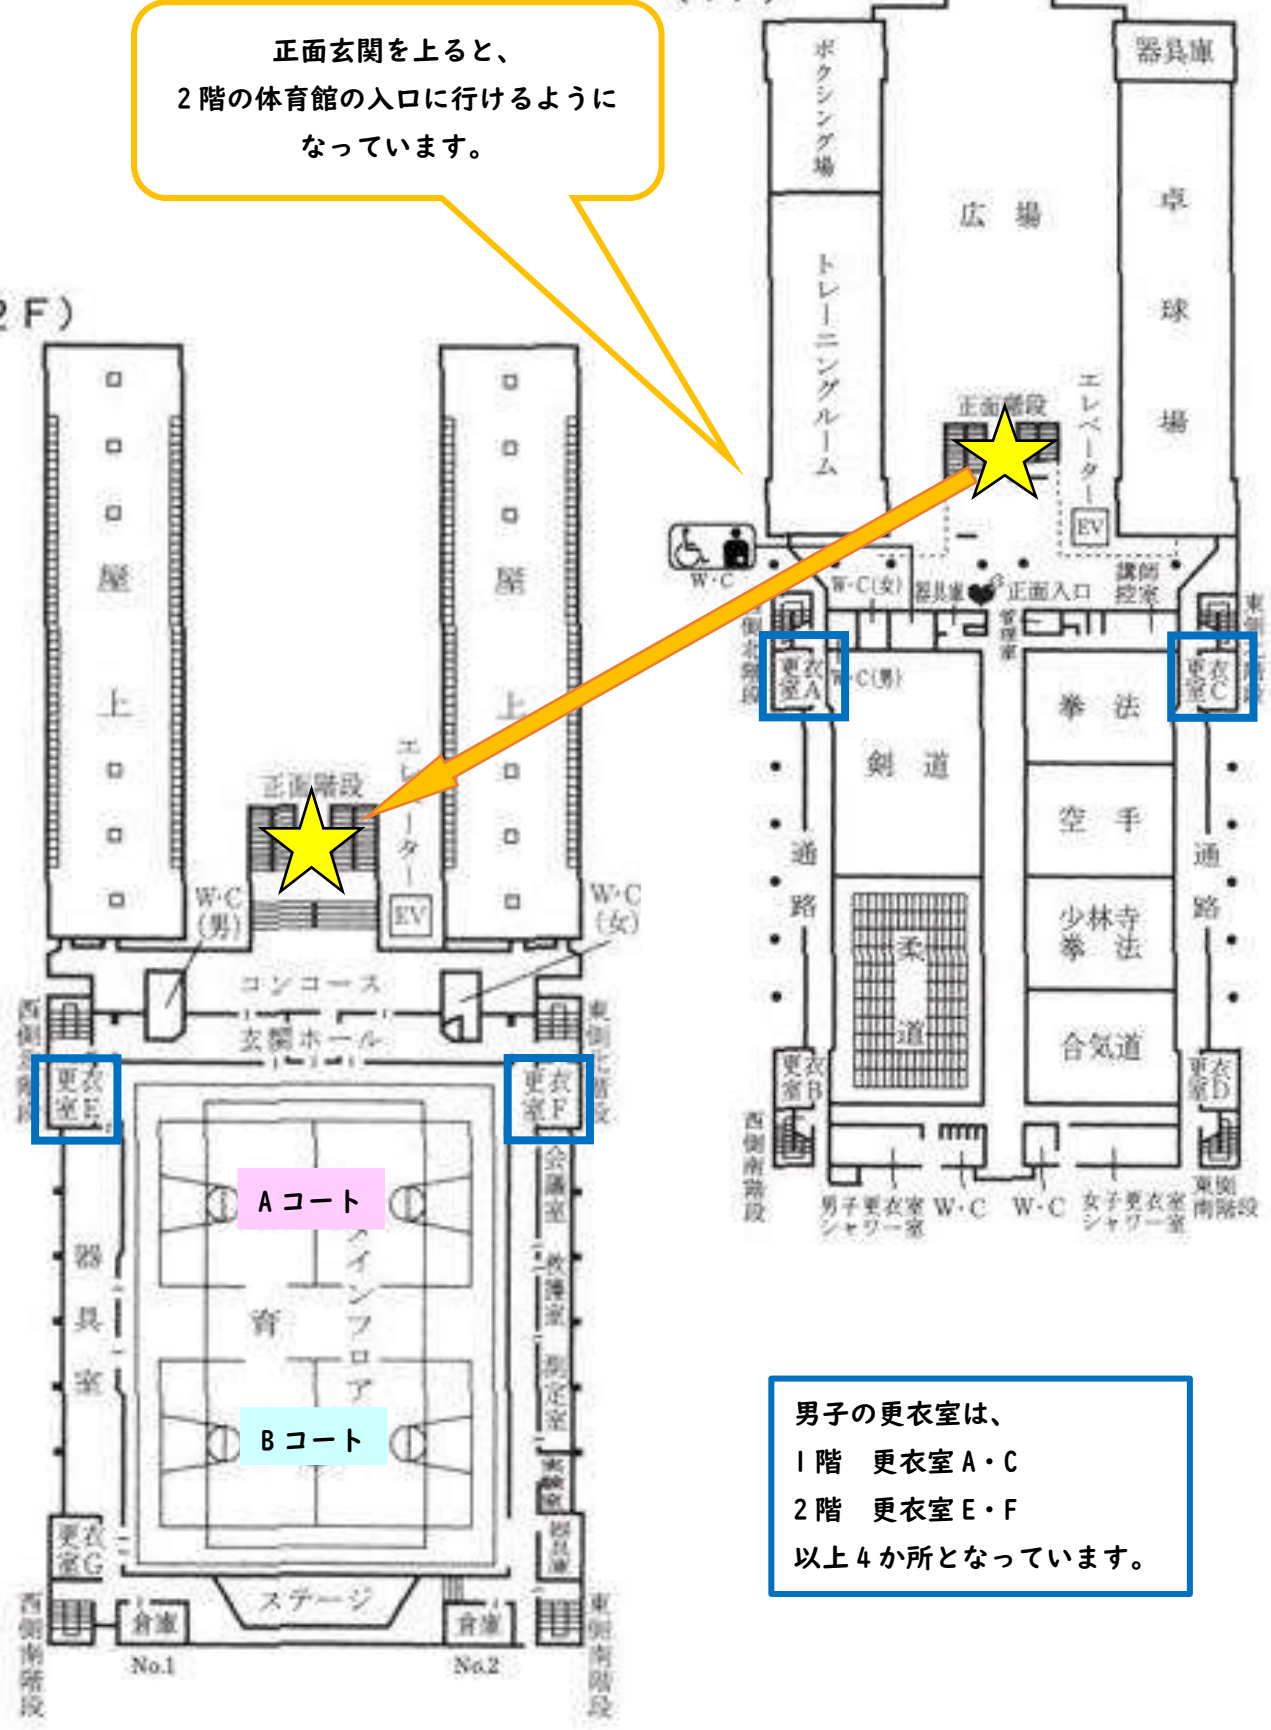 正面玄関を上ると、
2階の体育館の入口に行けるように
なっています。
2F)
屋上
屋上
正面階段
エレベーター
EV
W・C
(男)
W・C
(女)
コンコース
玄関ホール
西側北階段
東側北階段
更衣
室E
更衣
室F
Aコート
メインフロア
育
Bコート
器具室
会議室
救護室
測定室
実験室
器具庫
更衣
室G
ステージ
倉庫
No.1
倉庫
No.2
西側南階段
東側南階段
ボクシング場
器具庫
広場
卓球場
トレーニングルーム
正面階段
エレベーター
EV
W・C
W・C(女)
器具庫
正面入口
講師
控室
管理室
西側北階段
東側北階段
更衣
室A
W・C(男)
更衣
室C
剣道
拳法
空手
少林寺
拳法
合気道
柔道
通路
通路
更衣
室B
更衣
室D
西側南階段
東側
南階段
男子更衣室
シャワー室
W・C
W・C
女子更衣室
シャワー室
男子の更衣室は、
1階　更衣室A・C
2階　更衣室E・F
以上4か所となっています。